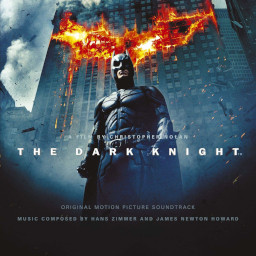 A FILM BY CHRISTOPHER NOLAN
THE DARK KNIGHT
ORIGINAL MOTION PICTURE SOUNDTRACK
MUSIC COMPOSED BY HANS ZIMMER AND JAMES NEWTON HOWARD